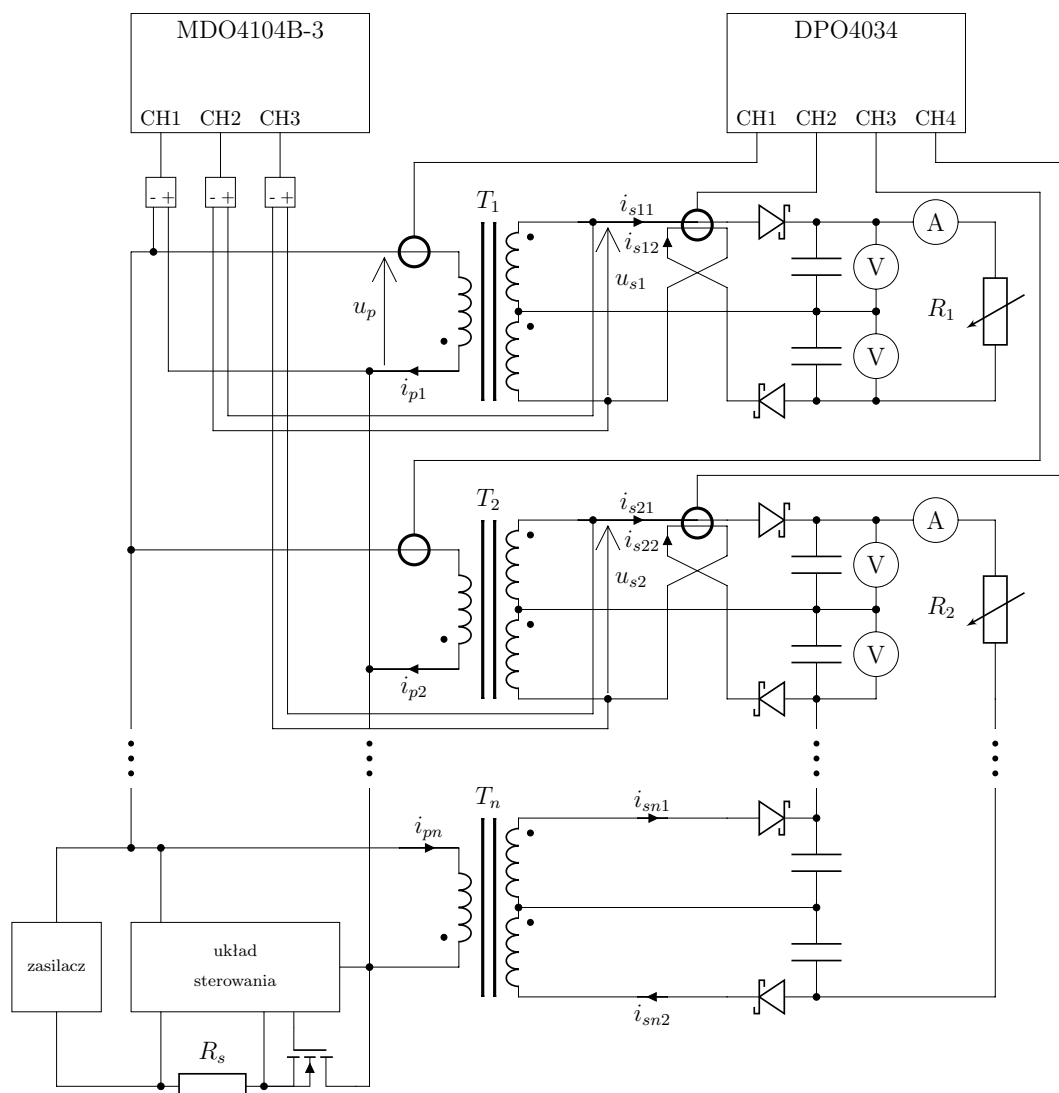 MDO4104B-3 DPO4034
CH1 CH2 CH3 CH1 CH2 CH3 CH4
- + - + - +
T1 is11 A
is12
up us1 V R1
V
ip1
T2 is21 A
is22
us2 V R2
V
ip2
Tn isn1
ipn
zasilacz układ
sterowania
isn2
Rs